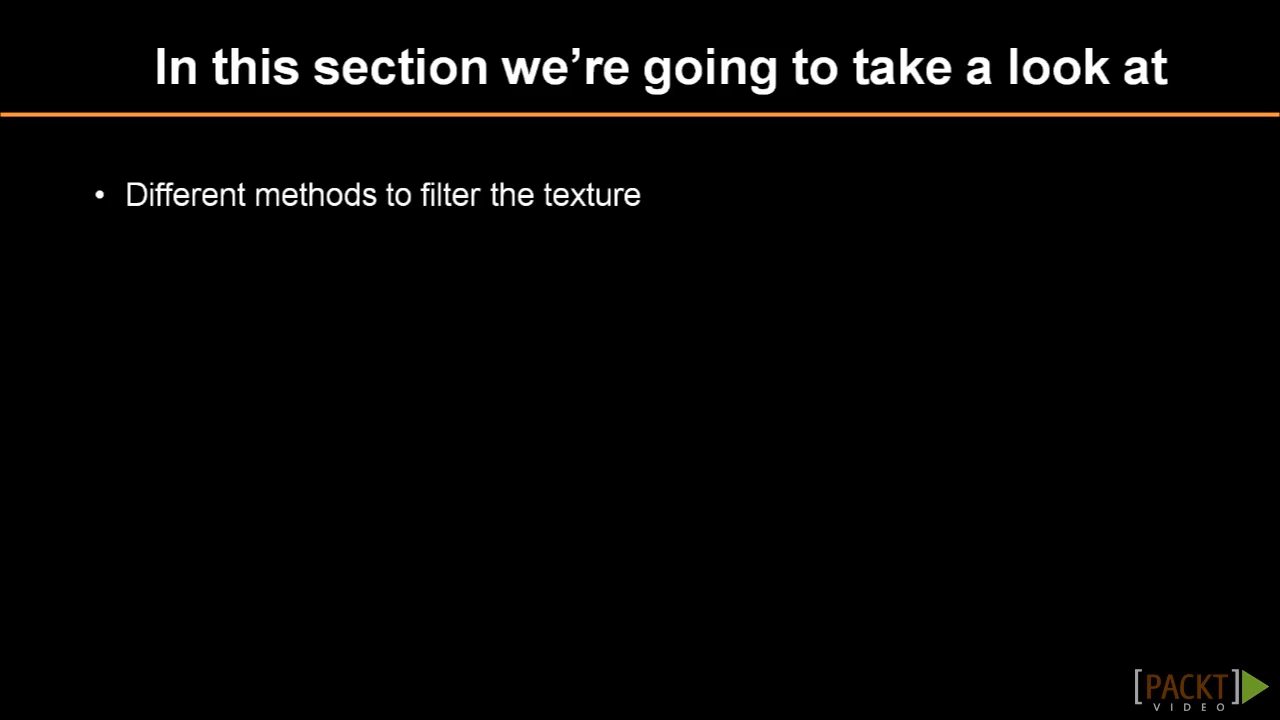 In this section we’re going to take a look at
• Different methods to filter the texture
[PACKT]
VIDEO